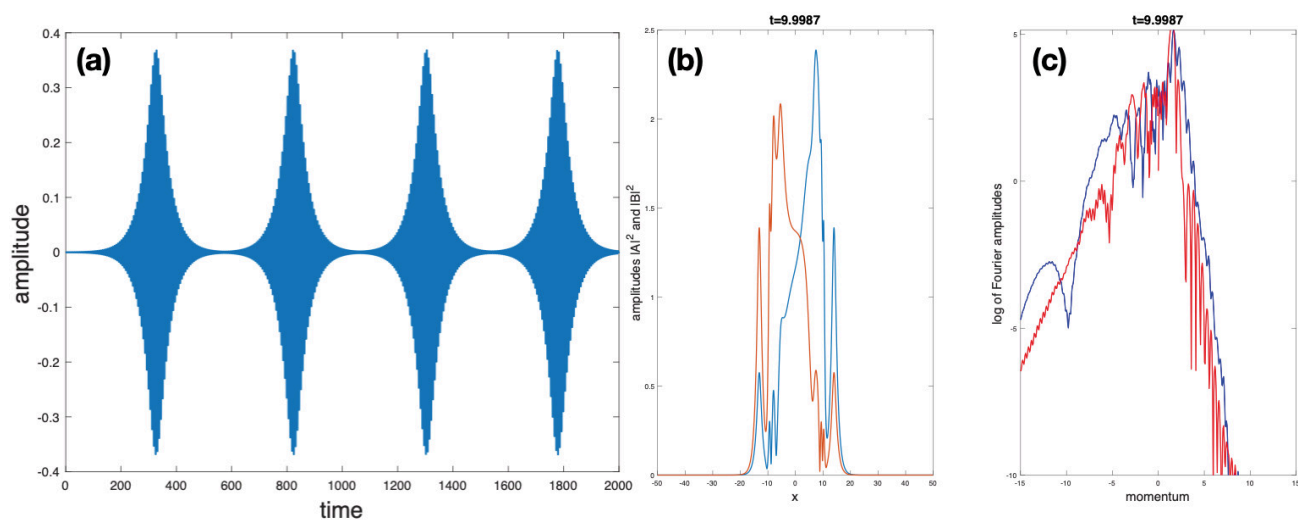 (a)
amplitude
0.4
0.3
0.2
0.1
0
-0.1
-0.2
-0.3
-0.4
0 200 400 600 800 1000 1200 1400 1600 1800 2000
time
t=9.9987
(b)
amplitudes |A|² and |B|²
2.5
2
1.5
1
0.5
0
-50 -40 -30 -20 -10 0 10 20 30 40 50
x
t=9.9987
(c)
log of Fourier amplitudes
5
0
-5
-10
-15 -10 -5 0 5 10 15
momentum